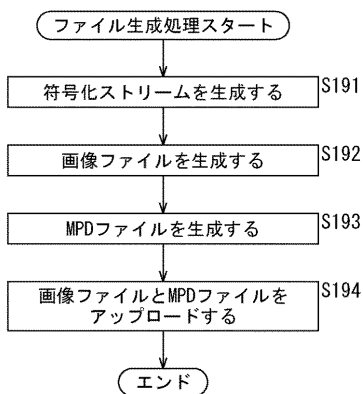 ファイル生成処理スタート
符号化ストリームを生成する
S191
画像ファイルを生成する
S192
MPDファイルを生成する
S193
画像ファイルとMPDファイルを
アップロードする
S194
エンド